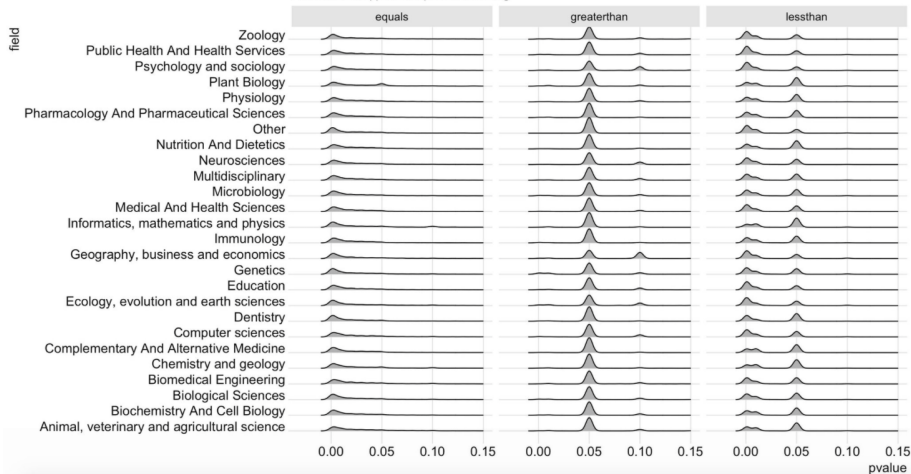 equals
greaterthan
lessthan
field
Zoology
Public Health And Health Services
Psychology and sociology
Plant Biology
Physiology
Pharmacology And Pharmaceutical Sciences
Other
Nutrition And Dietetics
Neurosciences
Multidisciplinary
Microbiology
Medical And Health Sciences
Informatics, mathematics and physics
Immunology
Geography, business and economics
Genetics
Education
Ecology, evolution and earth sciences
Dentistry
Computer sciences
Complementary And Alternative Medicine
Chemistry and geology
Biomedical Engineering
Biological Sciences
Biochemistry And Cell Biology
Animal, veterinary and agricultural science
0.00 0.05 0.10 0.15 0.00 0.05 0.10 0.15 0.00 0.05 0.10 0.15
pvalue